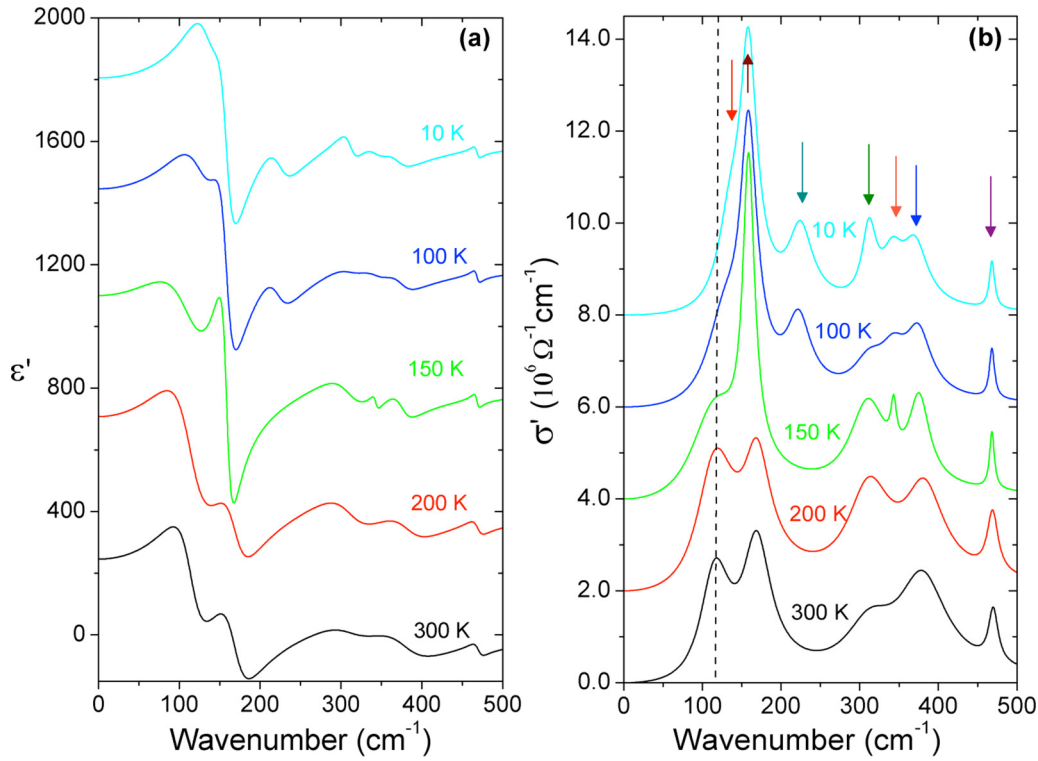 (a)
2000
1600
1200
800
400
0
ε'
10 K
100 K
150 K
200 K
300 K
0 100 200 300 400 500
Wavenumber (cm⁻¹)
(b)
14.0
12.0
10.0
8.0
6.0
4.0
2.0
0.0
σ' (10⁶ Ω⁻¹cm⁻¹)
10 K
100 K
150 K
200 K
300 K
0 100 200 300 400 500
Wavenumber (cm⁻¹)